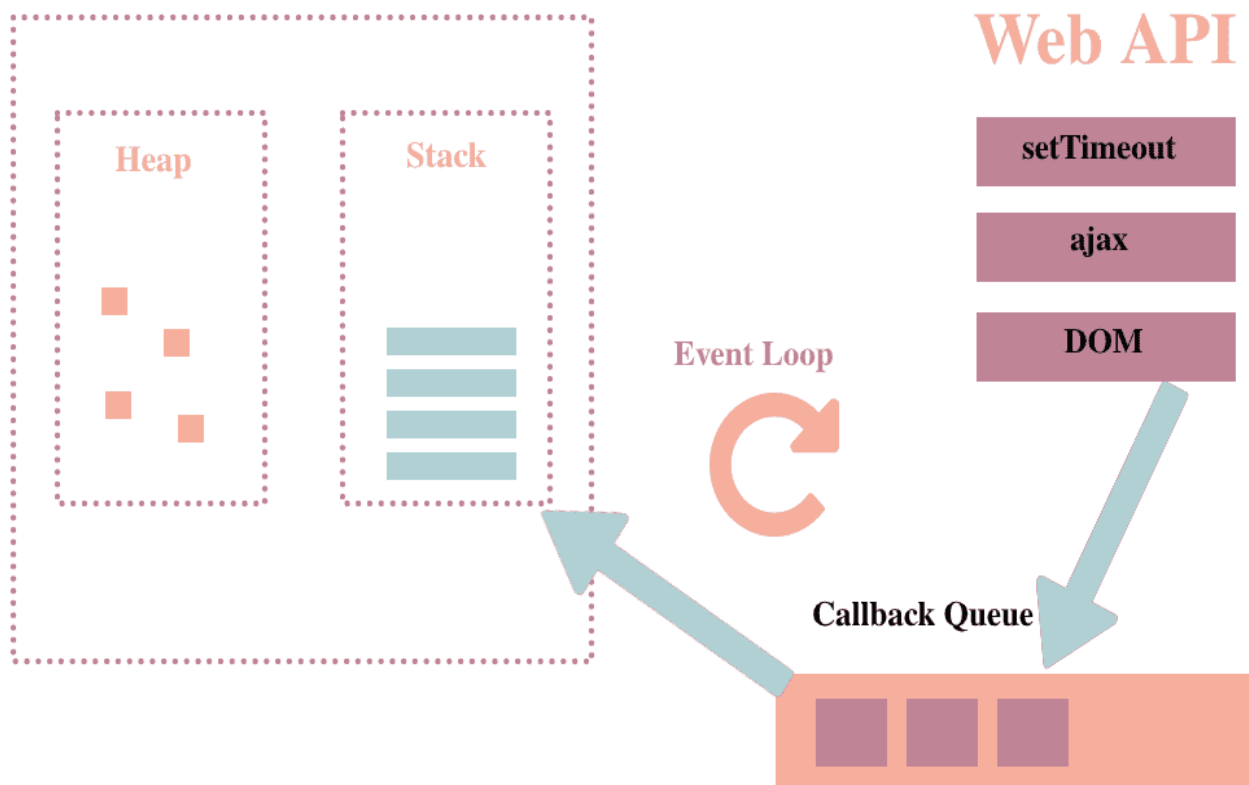 Web API
Heap
Stack
setTimeout
ajax
DOM
Event Loop
Callback Queue